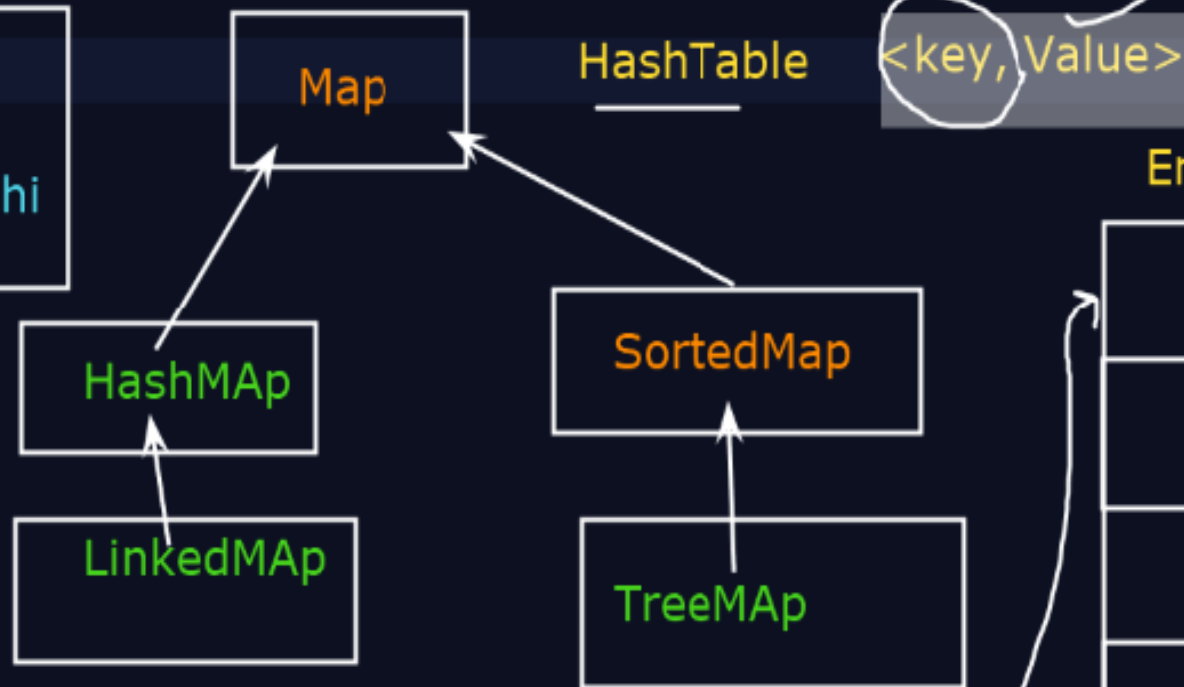 Map
HashTable
<key, Value>
hi
HashMAp
SortedMap
LinkedMAp
TreeMAp